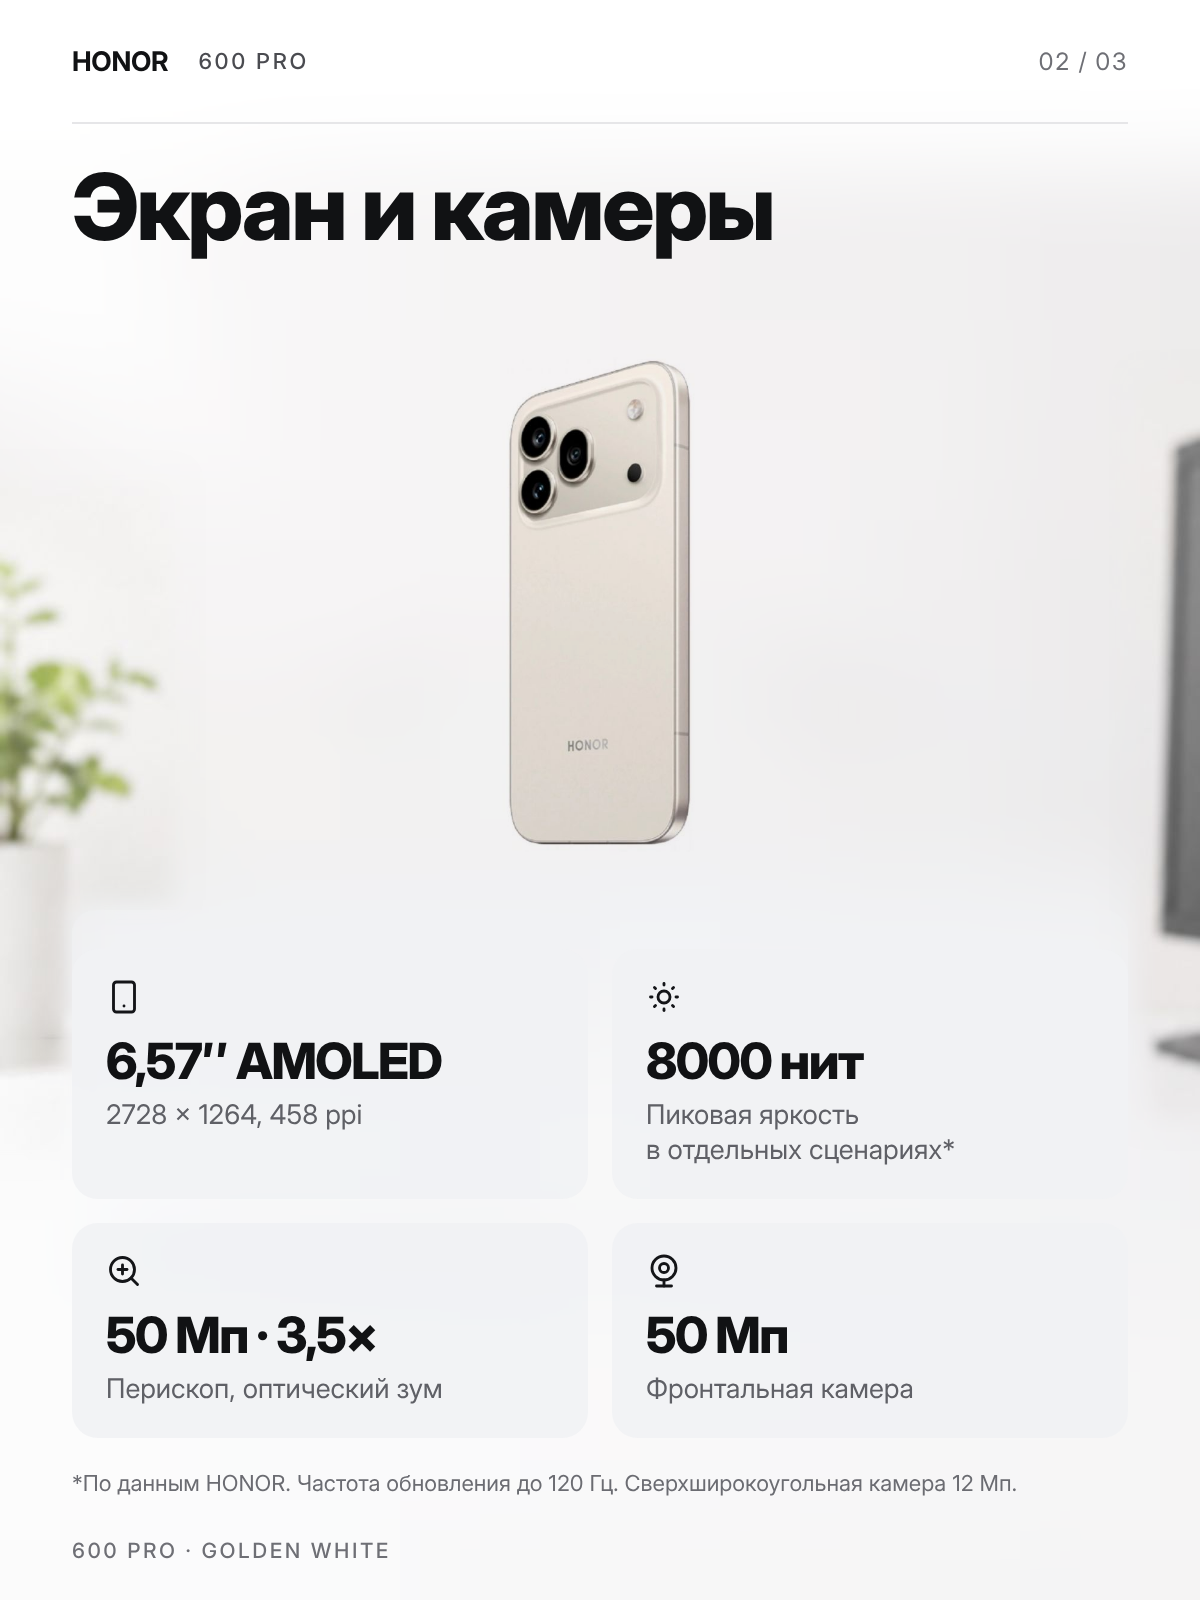 HONOR 600 PRO 02 / 03
Экран и камеры
HONOR
6,57″ AMOLED
2728 × 1264, 458 ppi
8000 нит
Пиковая яркость
в отдельных сценариях*
50 Мп · 3,5×
Перископ, оптический зум
50 Мп
Фронтальная камера
*По данным HONOR. Частота обновления до 120 Гц. Сверхширокоугольная камера 12 Мп.
600 PRO · GOLDEN WHITE